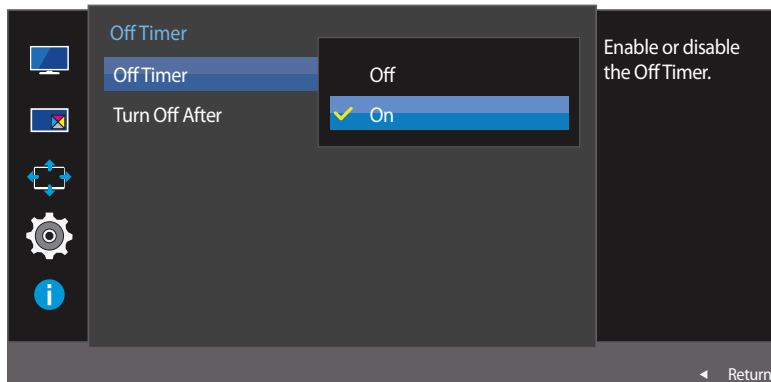 Off Timer
Off Timer
Off
Turn Off After
On
Enable or disable
the Off Timer.
i
Return